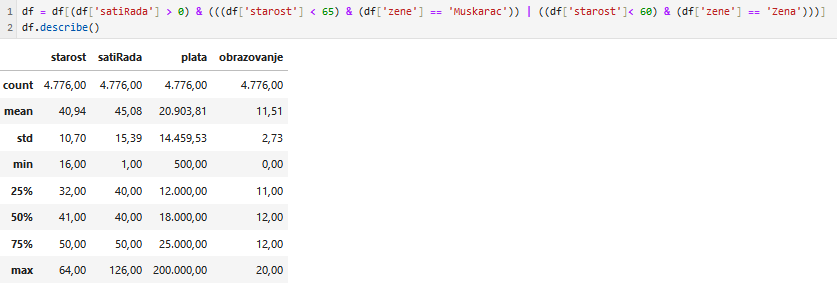 1 df = df[(df['satiRada'] > 0) & (((df['starost'] < 65) & (df['zene'] == 'Muskarac')) | ((df['starost']< 60) & (df['zene'] == 'Zena')))]
2 df.describe()
starost satiRada plata obrazovanje
count 4.776,00 4.776,00 4.776,00 4.776,00
mean 40,94 45,08 20.903,81 11,51
std 10,70 15,39 14.459,53 2,73
min 16,00 1,00 500,00 0,00
25% 32,00 40,00 12.000,00 11,00
50% 41,00 40,00 18.000,00 12,00
75% 50,00 50,00 25.000,00 12,00
max 64,00 126,00 200.000,00 20,00